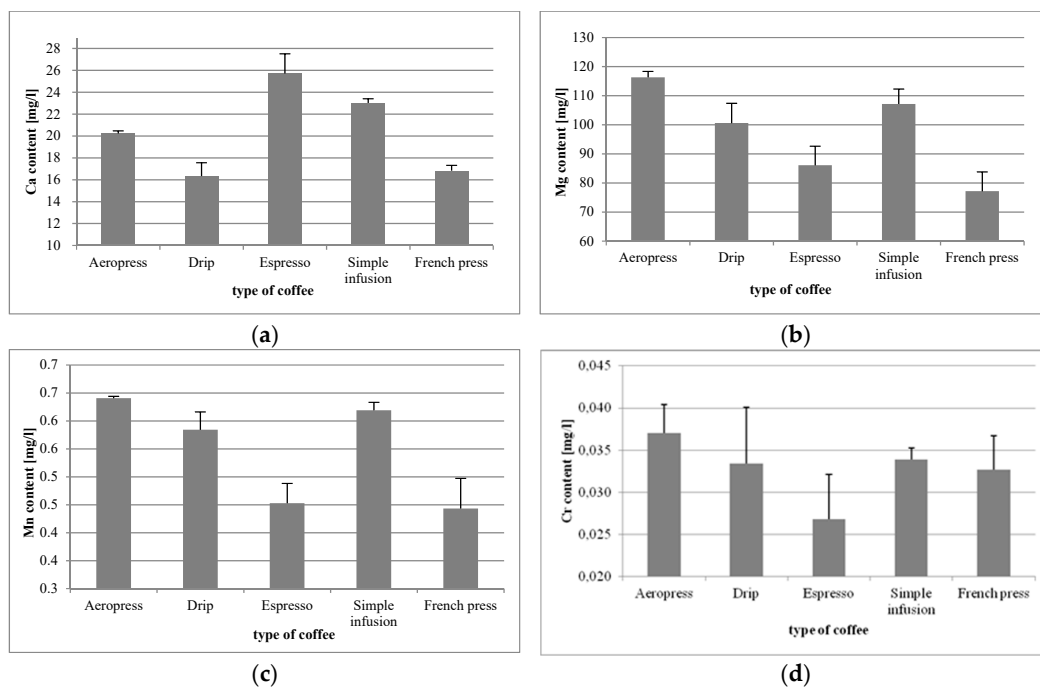 Ca content [mg/l]
28
26
24
22
20
18
16
14
12
10
Aeropress Drip Espresso Simple infusion French press
type of coffee
(a)
Mg content [mg/l]
130
120
110
100
90
80
70
60
Aeropress Drip Espresso Simple infusion French press
type of coffee
(b)
Mn content [mg/l]
0.7
0.7
0.6
0.6
0.5
0.5
0.4
0.4
0.3
Aeropress Drip Espresso Simple infusion French press
type of coffee
(c)
Cr content [mg/l]
0,045
0,040
0,035
0,030
0,025
0,020
Aeropress Drip Espresso Simple infusion French press
type of coffee
(d)